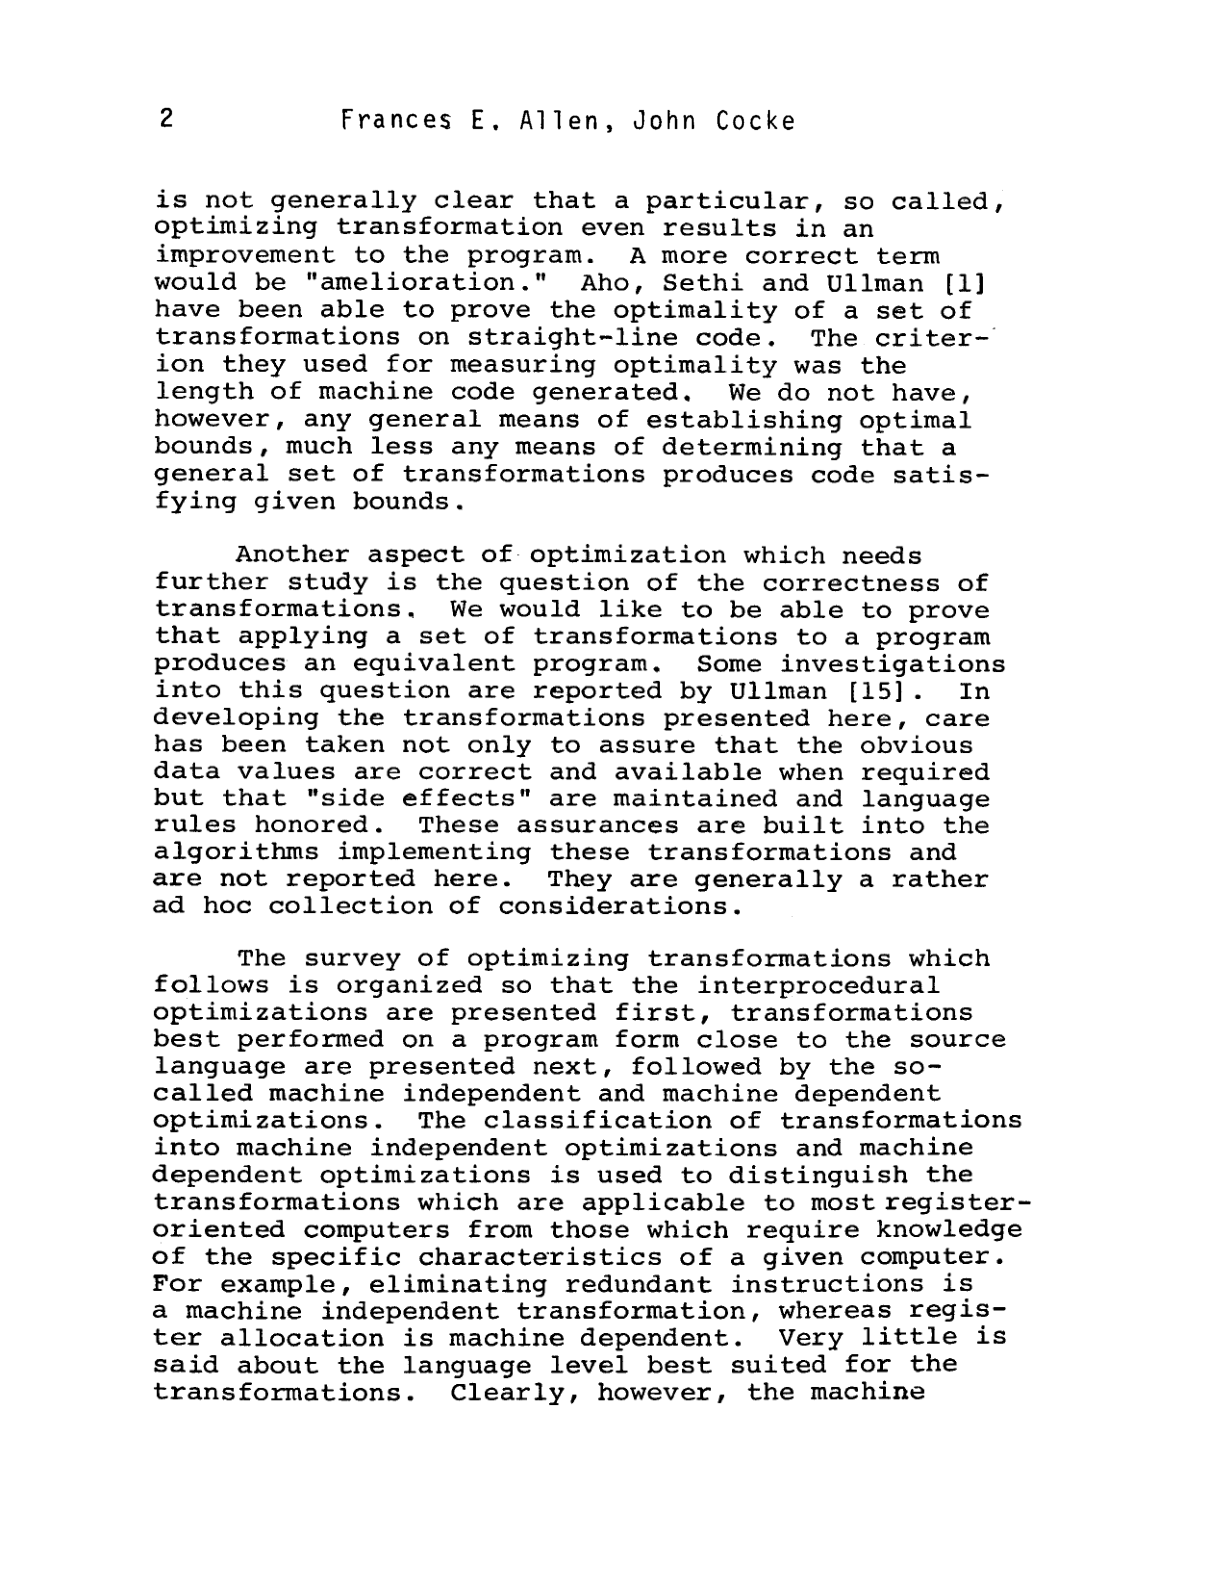 2 Frances E. Allen, John Cocke
is not generally clear that a particular, so called,
optimizing transformation even results in an
improvement to the program. A more correct term
would be "amelioration." Aho, Sethi and Ullman [1]
have been able to prove the optimality of a set of
transformations on straight-line code. The criter-
ion they used for measuring optimality was the
length of machine code generated. We do not have,
however, any general means of establishing optimal
bounds, much less any means of determining that a
general set of transformations produces code satis-
fying given bounds.
Another aspect of optimization which needs
further study is the question of the correctness of
transformations. We would like to be able to prove
that applying a set of transformations to a program
produces an equivalent program. Some investigations
into this question are reported by Ullman [15]. In
developing the transformations presented here, care
has been taken not only to assure that the obvious
data values are correct and available when required
but that "side effects" are maintained and language
rules honored. These assurances are built into the
algorithms implementing these transformations and
are not reported here. They are generally a rather
ad hoc collection of considerations.
The survey of optimizing transformations which
follows is organized so that the interprocedural
optimizations are presented first, transformations
best performed on a program form close to the source
language are presented next, followed by the so-
called machine independent and machine dependent
optimizations. The classification of transformations
into machine independent optimizations and machine
dependent optimizations is used to distinguish the
transformations which are applicable to most register-
oriented computers from those which require knowledge
of the specific characteristics of a given computer.
For example, eliminating redundant instructions is
a machine independent transformation, whereas regis-
ter allocation is machine dependent. Very little is
said about the language level best suited for the
transformations. Clearly, however, the machine